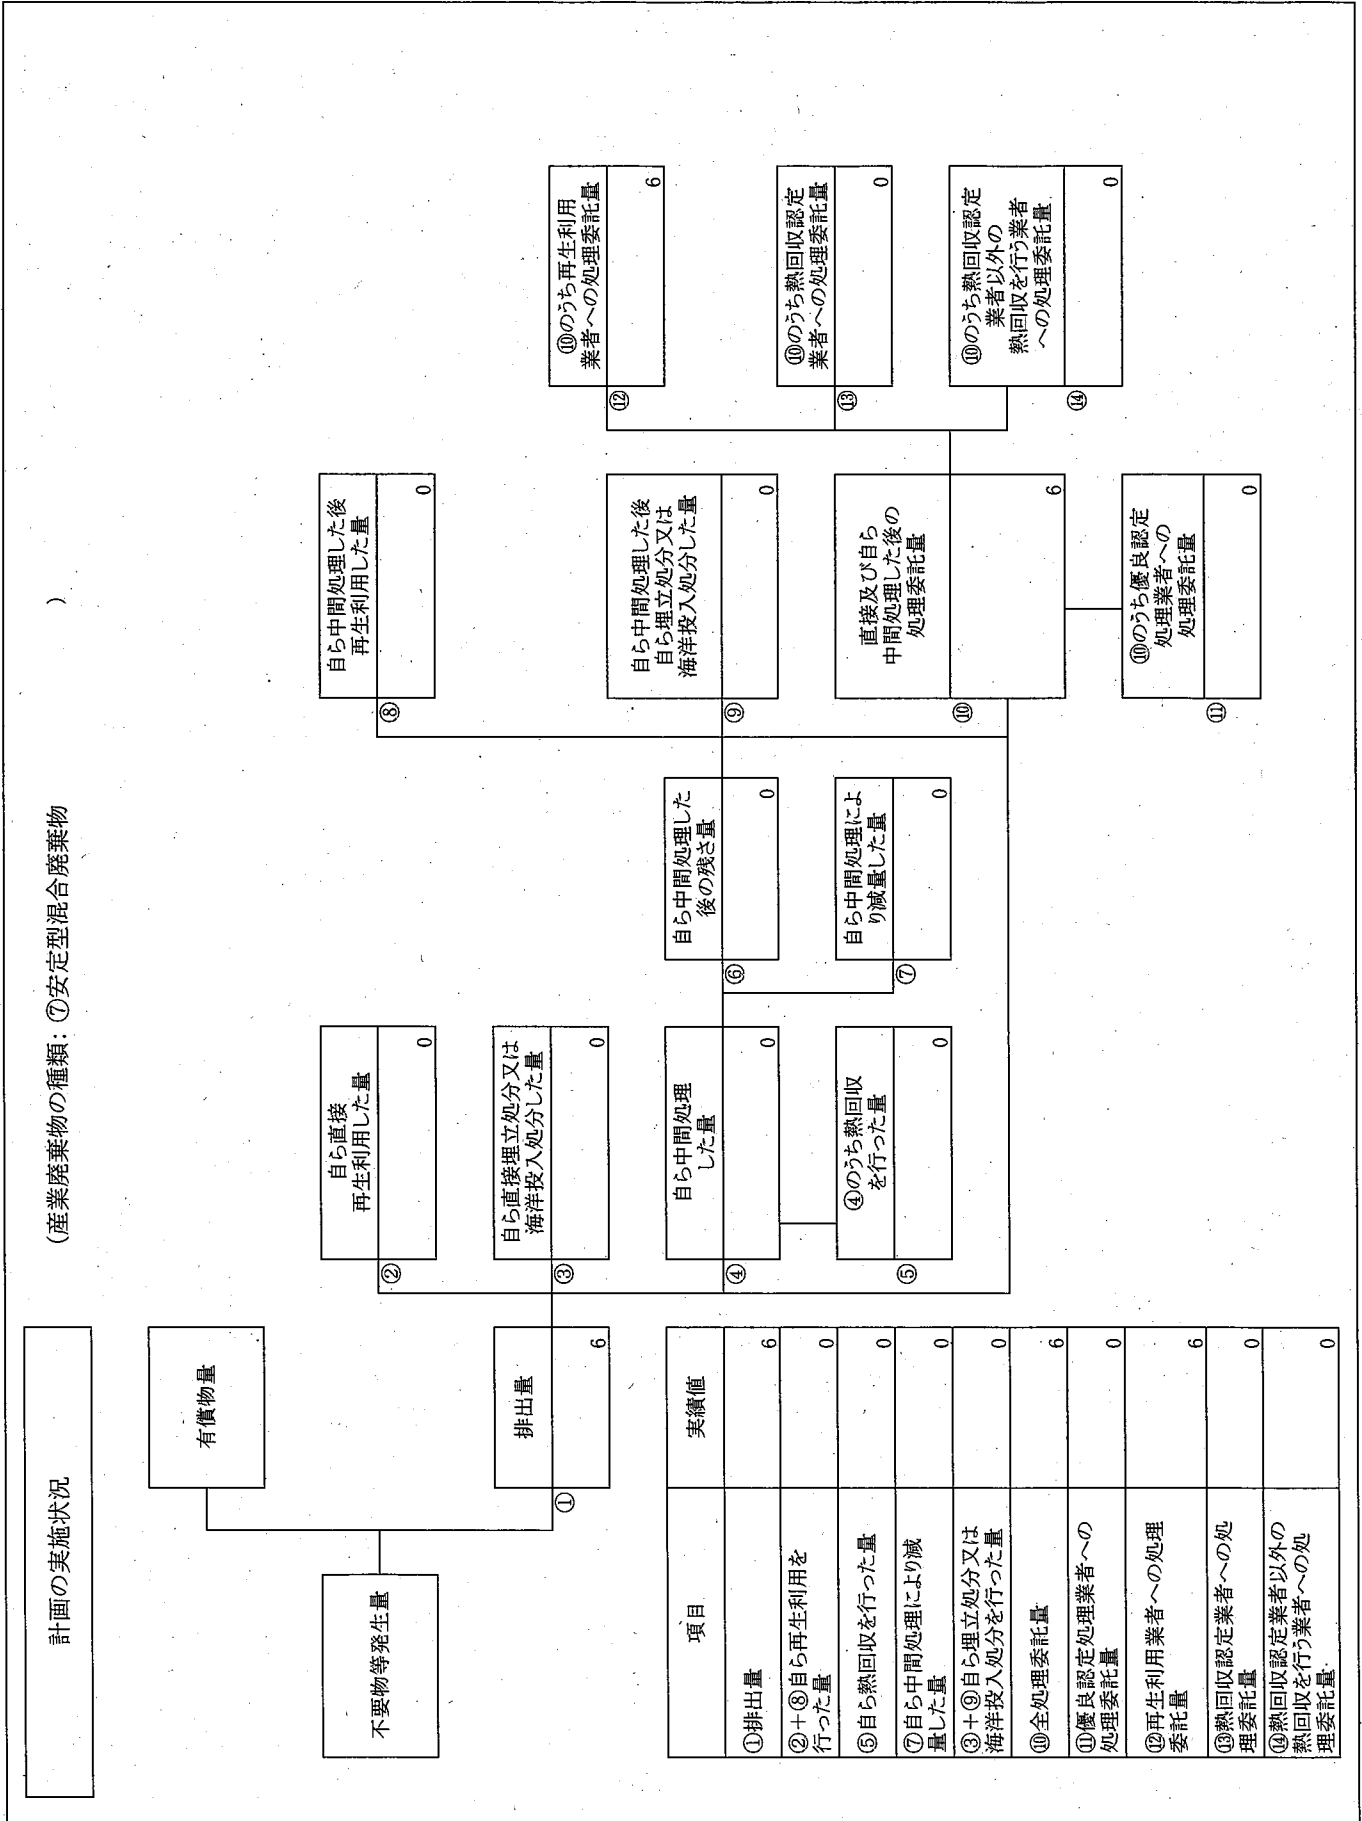 計画の実施状況
(産業廃棄物の種類：⑦安定型混合廃棄物
)
有償物量
不要物等発生量
排出量
①
6
自ら直接
再生利用した量
②
0
自ら直接埋立処分又は
海洋投入処分した量
③
0
自ら中間処理
した量
④
0
④のうち熱回収
を行った量
⑤
0
自ら中間処理した
後の残さ量
⑥
0
自ら中間処理によ
り減量した量
⑦
0
自ら中間処理した後
再生利用した量
⑧
0
自ら中間処理した後
自ら埋立処分又は
海洋投入処分した量
⑨
0
直接及び自ら
中間処理した後の
処理委託量
⑩
6
⑩のうち優良認定
処理業者への
処理委託量
⑪
0
⑩のうち再生利用
業者への処理委託量
⑫
6
⑩のうち熱回収認定
業者への処理委託量
⑬
0
⑩のうち熱回収認定
業者以外の
熱回収を行う業者
への処理委託量
⑭
0
項目
実績値
①排出量
6
②＋⑧自ら再生利用を
行った量
0
⑤自ら熱回収を行った量
0
⑦自ら中間処理により減
量した量
0
③＋⑨自ら埋立処分又は
海洋投入処分を行った量
0
⑩全処理委託量
6
⑪優良認定処理業者への
処理委託量
0
⑫再生利用業者への処理
委託量
6
⑬熱回収認定業者への処
理委託量
0
⑭熱回収認定業者以外の
熱回収を行う業者への処
理委託量
0